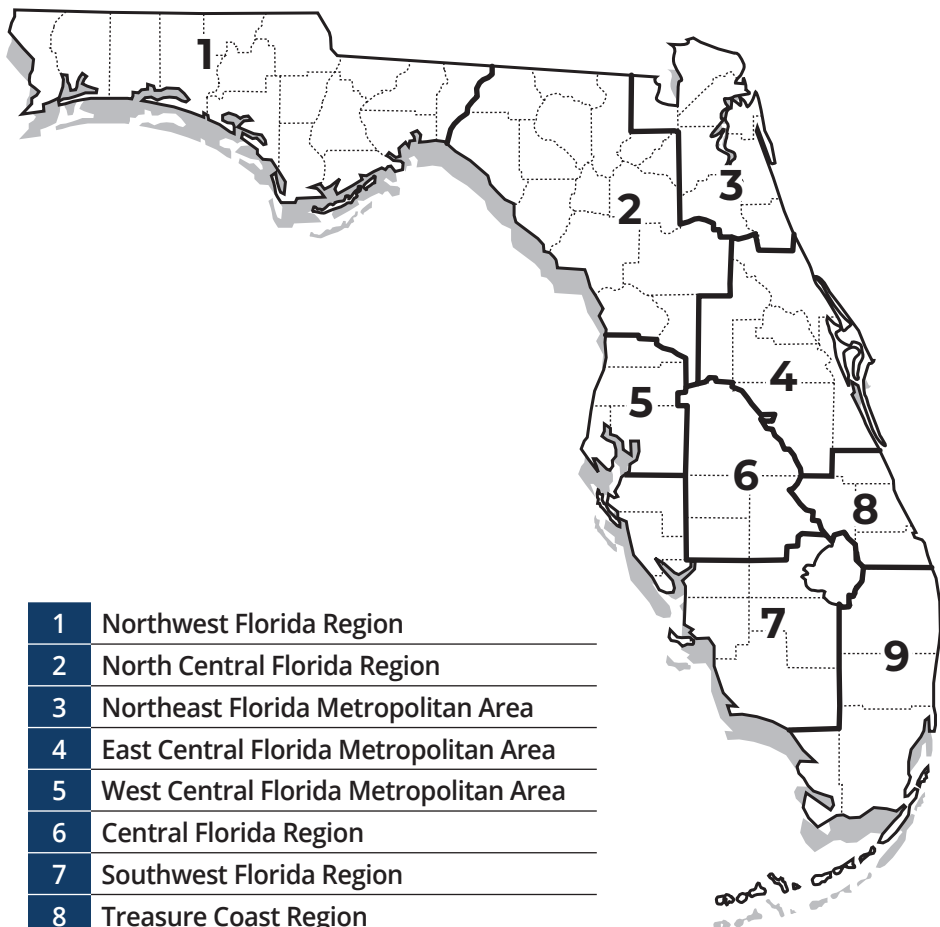 1
2
3
4
5
6
8
7
9
1 Northwest Florida Region
2 North Central Florida Region
3 Northeast Florida Metropolitan Area
4 East Central Florida Metropolitan Area
5 West Central Florida Metropolitan Area
6 Central Florida Region
7 Southwest Florida Region
8 Treasure Coast Region